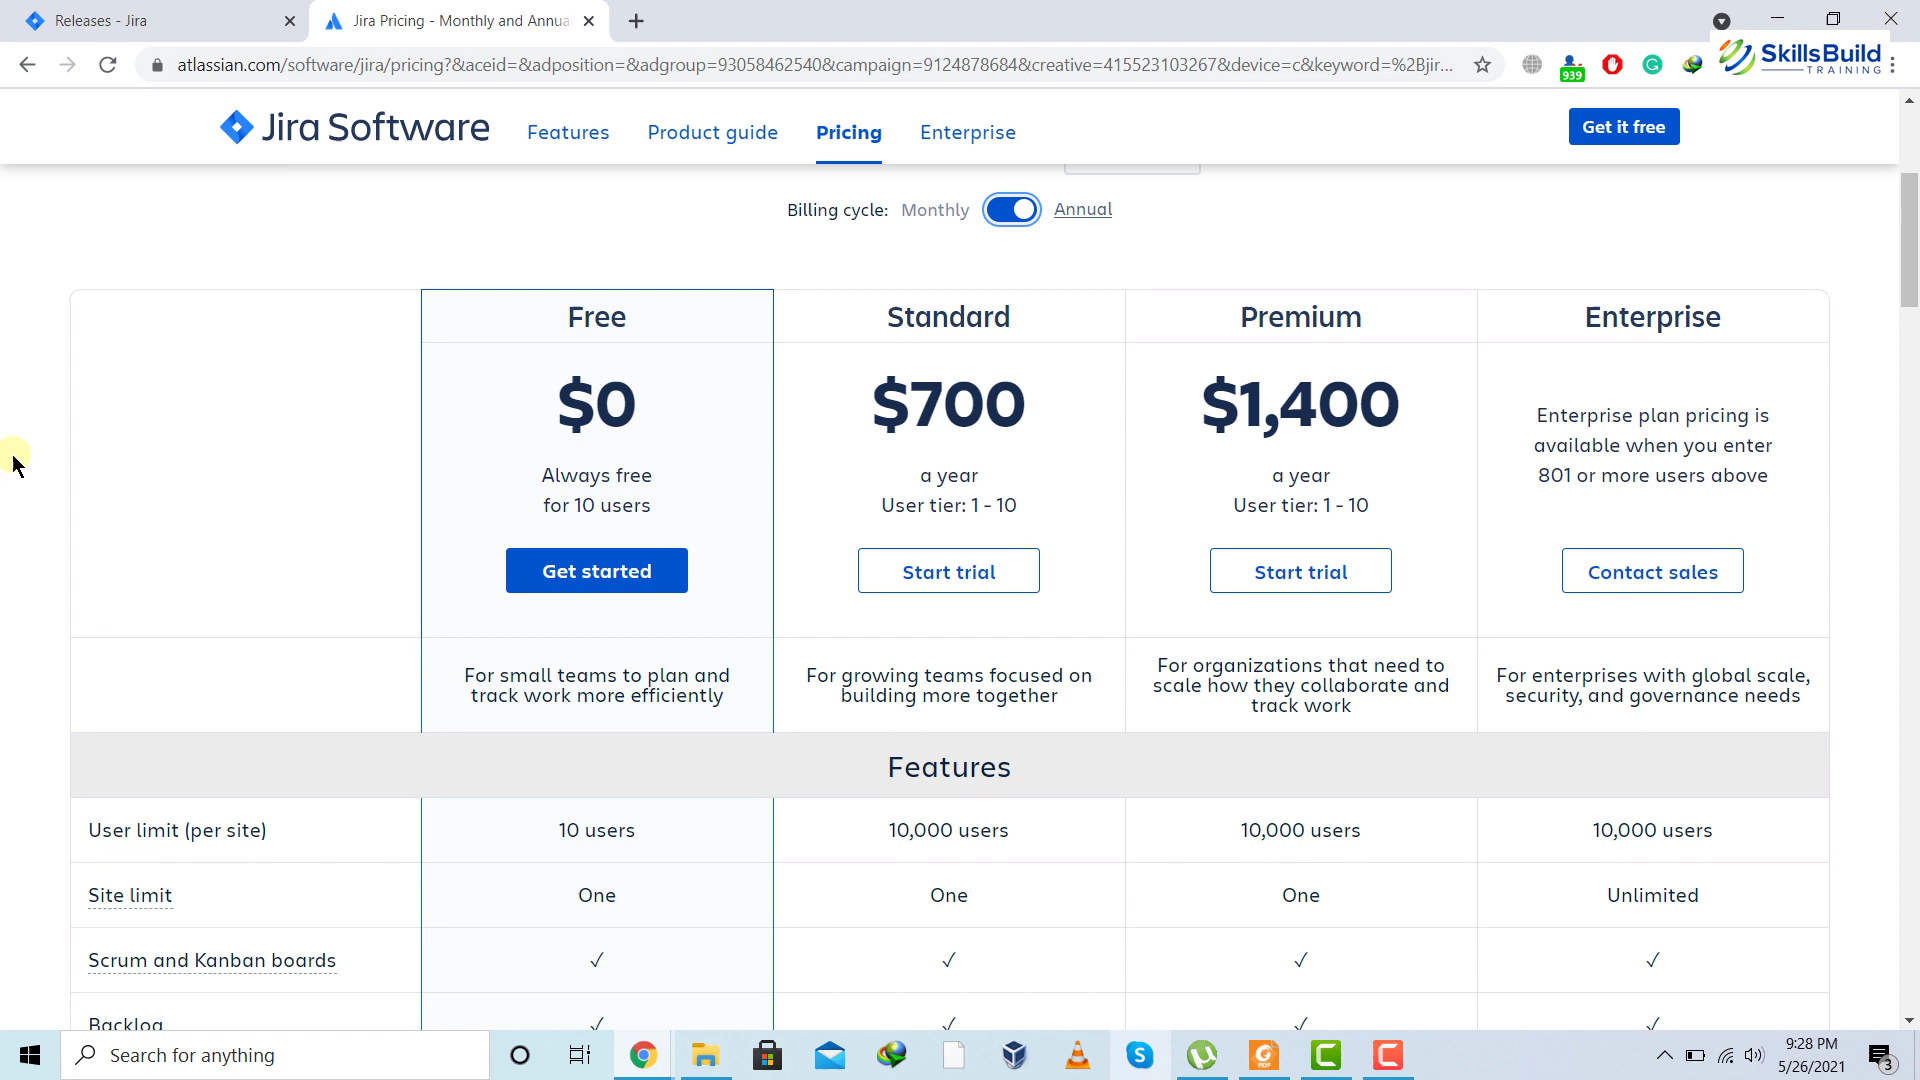 Releases - Jira
Jira Pricing - Monthly and Annua
atlassian.com/software/jira/pricing?&aceid=&adposition=&adgroup=93058462540&campaign=9124878684&creative=415523103267&device=c&keyword=%2Bjir...
939
SkillsBuild
TRAINING
Jira Software
Features
Product guide
Pricing
Enterprise
Get it free
Billing cycle: Monthly
Annual
Free
Standard
Premium
Enterprise
$0
$700
$1,400
Enterprise plan pricing is
available when you enter
801 or more users above
Always free
for 10 users
a year
User tier: 1 - 10
a year
User tier: 1 - 10
Get started
Start trial
Start trial
Contact sales
For small teams to plan and
track work more efficiently
For growing teams focused on
building more together
For organizations that need to
scale how they collaborate and
track work
For enterprises with global scale,
security, and governance needs
Features
User limit (per site)
10 users
10,000 users
10,000 users
10,000 users
Site limit
One
One
One
Unlimited
Scrum and Kanban boards
✓
✓
✓
✓
Backlog
✓
✓
✓
✓
Search for anything
PDF
9:28 PM
5/26/2021
3